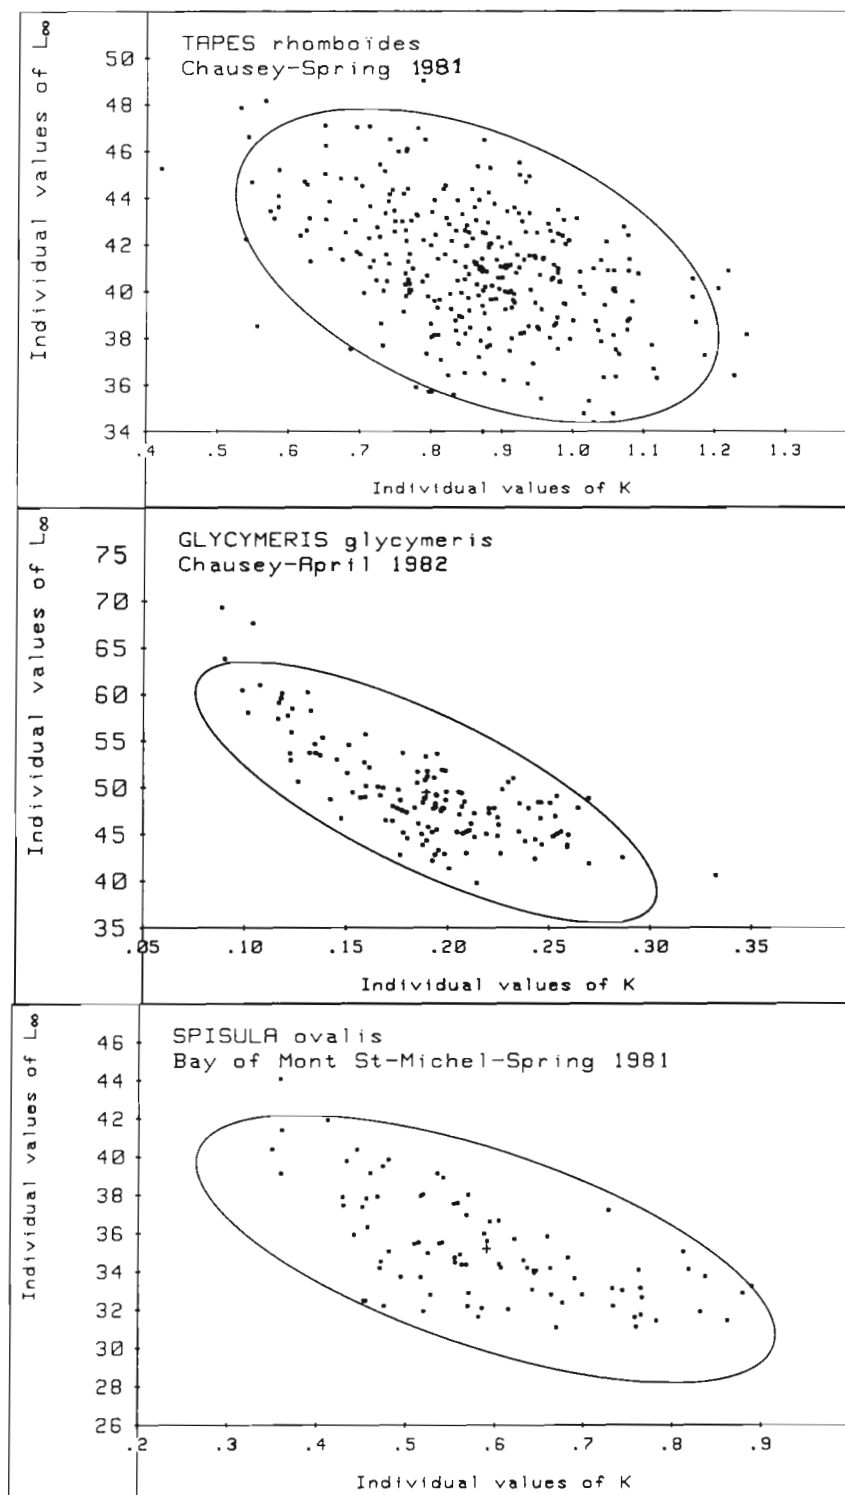 Individual values of L∞
TAPES rhomboïdes
Chausey-Spring 1981
50
48
46
44
42
40
38
36
34
.4 .5 .6 .7 .8 .9 1.0 1.1 1.2 1.3
Individual values of K
Individual values of L∞
GLYCYMERIS glycymeris
Chausey-April 1982
75
70
65
60
55
50
45
40
35
.05 .10 .15 .20 .25 .30 .35
Individual values of K
Individual values of L∞
SPISULA ovalis
Bay of Mont St-Michel-Spring 1981
46
44
42
40
38
36
34
32
30
28
26
.2 .3 .4 .5 .6 .7 .8 .9
Individual values of K